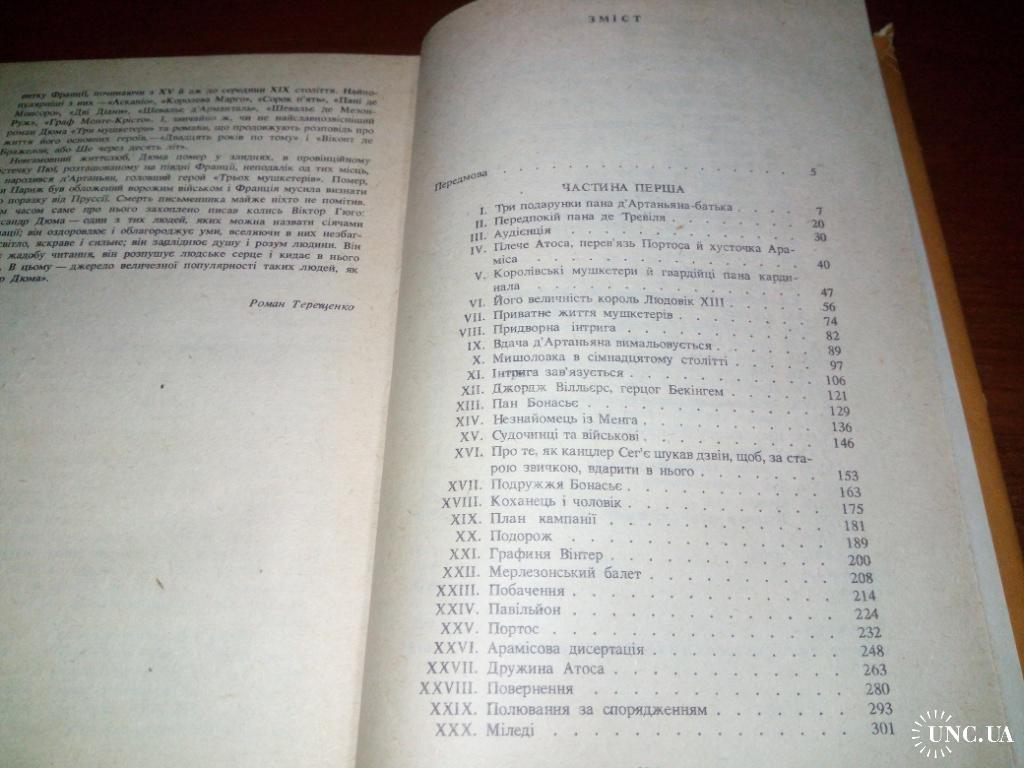 витку Франції, починаючи з XV й аж до середини XIX століття. Найпо-
пулярніші з них — «Асканіо», «Королева Марго», «Сорок п'ять», «Пані де
Монсоро», «Дві Діани», «Шевальє д'Арманталь», «Шевальє де Мезон-
Руж», «Граф Монте-Крісто». І, звичайно ж, чи не найславнозвісніший
роман Дюма «Три мушкетери» та романи, що продовжують розповідь про
життя його основних героїв, — «Двадцять років по тому» і «Віконт де
Бражелон, або Ще через десять літ».
Невгамовний життєлюб, Дюма помер у злиднях, в провінційному
містечку Пюї, розташованому на півдні Франції, неподалік од тих місць,
народився д'Артаньян, головний герой «Трьох мушкетерів». Помер,
и Париж був обложений ворожим військом і Франція мусила визнати
ю поразку від Пруссії. Смерть письменника майже ніхто не помітив.
м часом саме про нього захоплено писав колись Віктор Гюго:
ксандр Дюма — один з тих людей, яких можна назвати сіячами
ації; він оздоровлює і облагороджує уми, вселяючи в них незбаг-
світло, яскраве і сильне; він запліднює душу і розум людини. Він
є жадобу читання, він розпушує людське серце і кидає в нього
. В цьому — джерело величезної популярності таких людей, як
р Дюма».
Роман Терещенко
ЗМІСТ
Передмова . . . 5
ЧАСТИНА ПЕРША
I. Три подарунки пана д'Артаньяна-батька . . . 7
II. Передпокій пана де Тревіля . . . 20
III. Аудієнція . . . 30
IV. Плече Атоса, перев'язь Портоса й хусточка Ара-
міса . . . 40
V. Королівські мушкетери й гвардійці пана карди-
нала . . . 47
VI. Його величність король Людовік XIII . . . 56
VII. Приватне життя мушкетерів . . . 74
VIII. Придворна інтрига . . . 82
IX. Вдача д'Артаньяна вимальовується . . . 89
X. Мишоловка в сімнадцятому столітті . . . 97
XI. Інтрига зав'язується . . . 106
XII. Джордж Вілльєрс, герцог Бекінгем . . . 121
XIII. Пан Бонасьє . . . 129
XIV. Незнайомець із Менга . . . 136
XV. Судочинці та військові . . . 146
XVI. Про те, як канцлер Сег'є шукав дзвін, щоб, за ста-
рою звичкою, вдарити в нього . . . 153
XVII. Подружжя Бонасьє . . . 163
XVIII. Коханець і чоловік . . . 175
XIX. План кампанії . . . 181
XX. Подорож . . . 189
XXI. Графиня Вінтер . . . 200
XXII. Мерлезонський балет . . . 208
XXIII. Побачення . . . 214
XXIV. Павільйон . . . 224
XXV. Портос . . . 232
XXVI. Арамісова дисертація . . . 248
XXVII. Дружина Атоса . . . 263
XXVIII. Повернення . . . 280
XXIX. Полювання за спорядженням . . . 293
XXX. Міледі . . . 301
UNC.UA